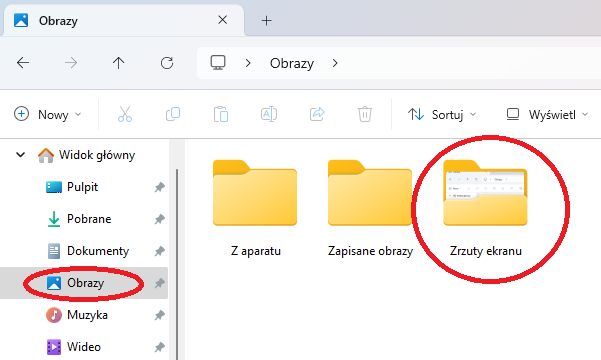 Obrazy
Obrazy
Nowy
Sortuj
Wyświetl
Widok główny
Pulpit
Pobrane
Dokumenty
Obrazy
Muzyka
Wideo
Z aparatu
Zapisane obrazy
Zrzuty ekranu